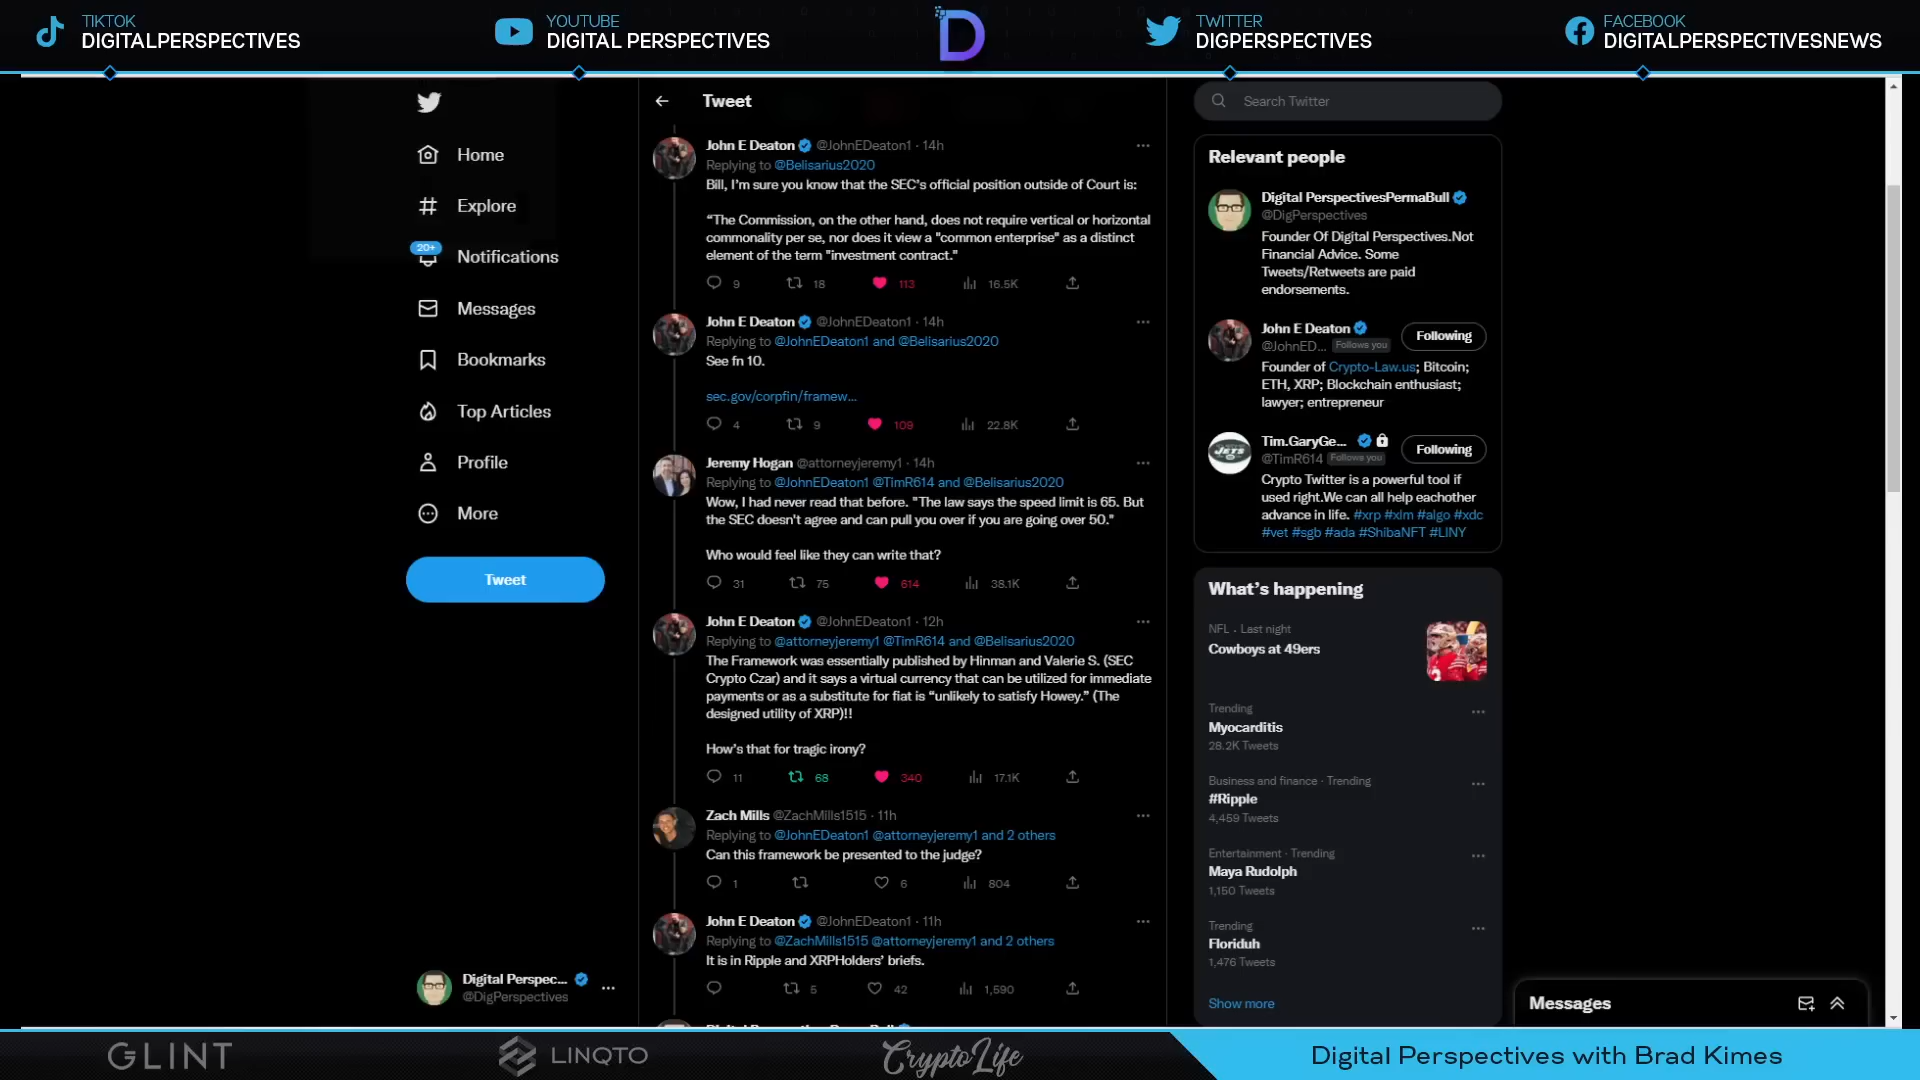 TIKTOK
DIGITALPERSPECTIVES
YOUTUBE
DIGITAL PERSPECTIVES
D
TWITTER
DIGPERSPECTIVES
FACEBOOK
DIGITALPERSPECTIVESNEWS
Home
Explore
20+
Notifications
Messages
Bookmarks
Top Articles
Profile
More
Tweet
Digital Perspec...
@DigPerspectives
Tweet
John E Deaton @JohnEDeaton1 · 14h
Replying to @Belisarius2020
Bill, I'm sure you know that the SEC's official position outside of Court is:
“The Commission, on the other hand, does not require vertical or horizontal
commonality per se, nor does it view a "common enterprise" as a distinct
element of the term "investment contract."
9 18 113 16.5K
John E Deaton @JohnEDeaton1 · 14h
Replying to @JohnEDeaton1 and @Belisarius2020
See fn 10.
sec.gov/corpfin/framew...
4 9 109 22.8K
Jeremy Hogan @attorneyjeremy1 · 14h
Replying to @JohnEDeaton1 @TimR614 and @Belisarius2020
Wow, I had never read that before. "The law says the speed limit is 65. But
the SEC doesn't agree and can pull you over if you are going over 50."
Who would feel like they can write that?
31 75 614 38.1K
John E Deaton @JohnEDeaton1 · 12h
Replying to @attorneyjeremy1 @TimR614 and @Belisarius2020
The Framework was essentially published by Hinman and Valerie S. (SEC
Crypto Czar) and it says a virtual currency that can be utilized for immediate
payments or as a substitute for fiat is “unlikely to satisfy Howey.” (The
designed utility of XRP)!!
How's that for tragic irony?
11 68 340 17.1K
Zach Mills @ZachMills1515 · 11h
Replying to @JohnEDeaton1 @attorneyjeremy1 and 2 others
Can this framework be presented to the judge?
1 6 804
John E Deaton @JohnEDeaton1 · 11h
Replying to @ZachMills1515 @attorneyjeremy1 and 2 others
It is in Ripple and XRPHolders' briefs.
5 42 1,590
Search Twitter
Relevant people
Digital PerspectivesPermaBull
@DigPerspectives
Founder Of Digital Perspectives.Not
Financial Advice. Some
Tweets/Retweets are paid
endorsements.
John E Deaton
@JohnED... Follows you
Following
Founder of Crypto-Law.us; Bitcoin;
ETH, XRP; Blockchain enthusiast;
lawyer; entrepreneur
Tim.GaryGe...
@TimR614 Follows you
Following
JETS
Crypto Twitter is a powerful tool if
used right.We can all help eachother
advance in life. #xrp #xlm #algo #xdc
#vet #sgb #ada #ShibaNFT #LINY
What's happening
NFL · Last night
Cowboys at 49ers
Trending
Myocarditis
28.2K Tweets
Business and finance · Trending
#Ripple
4,459 Tweets
Entertainment · Trending
Maya Rudolph
1,150 Tweets
Trending
Floriduh
1,476 Tweets
Show more
Messages
GLINT
LINQTO
CryptoLife
Digital Perspectives with Brad Kimes